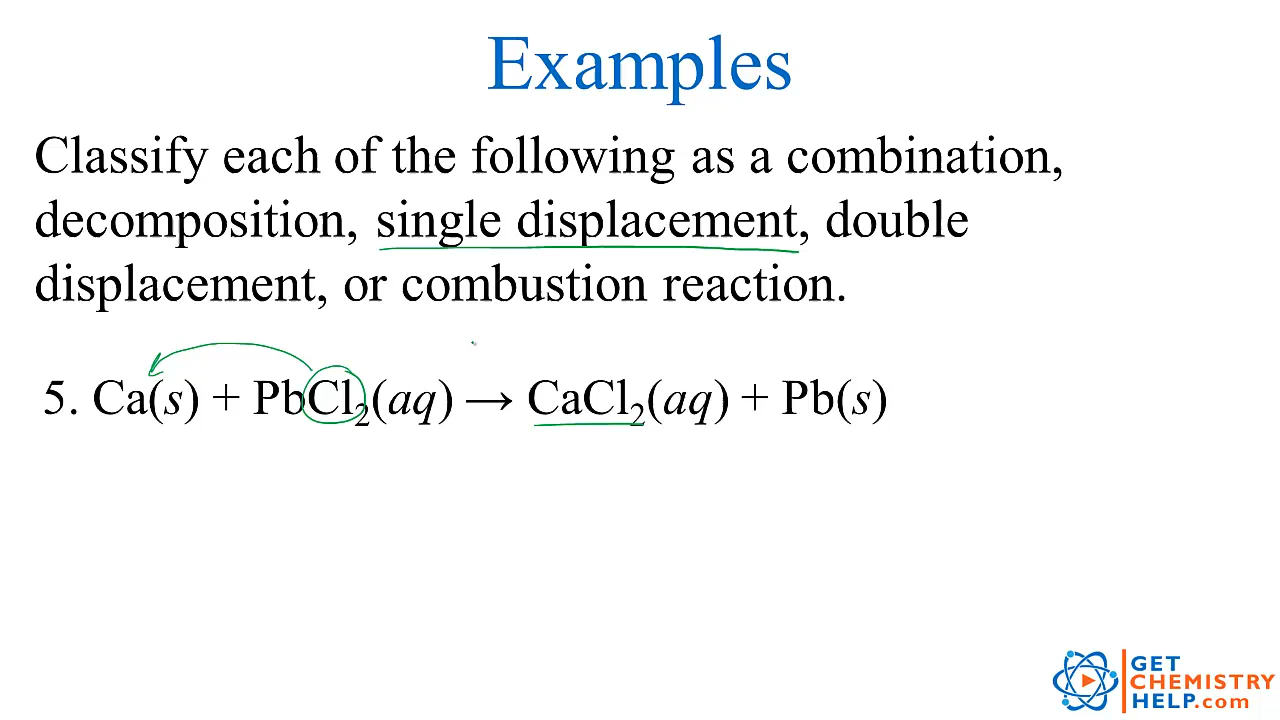 Examples
Classify each of the following as a combination,
decomposition, single displacement, double
displacement, or combustion reaction.
5. Ca(s) + PbCl₂(aq) → CaCl₂(aq) + Pb(s)
GET
CHEMISTRY
HELP.com